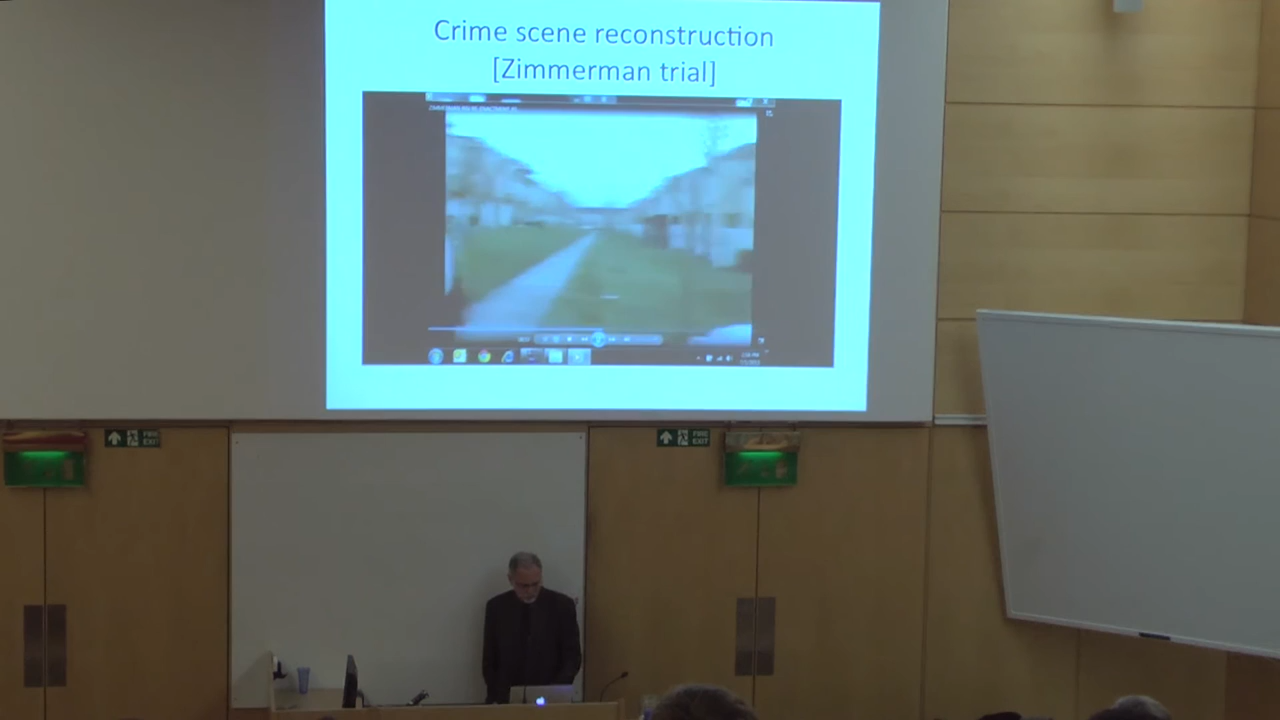 Crime scene reconstruction
[Zimmerman trial]
FIRE
EXIT
FIRE
EXIT